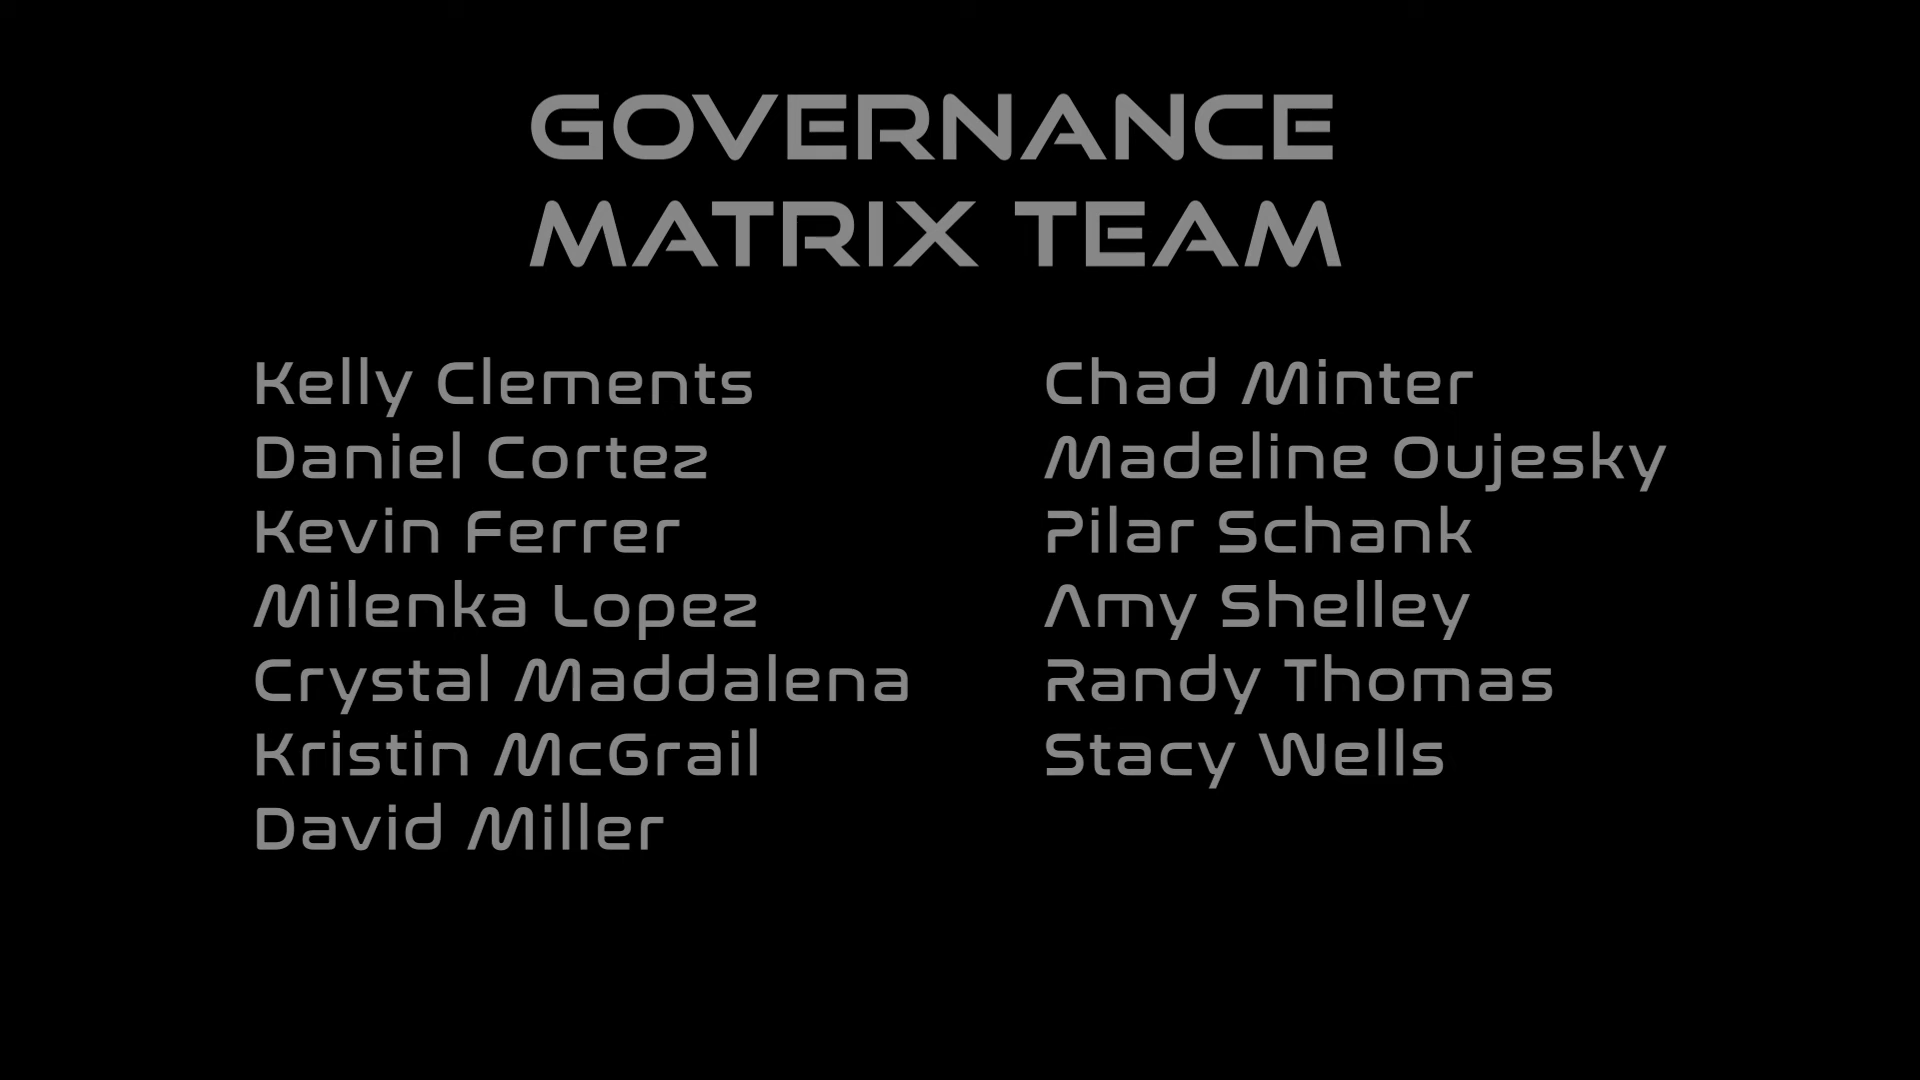 GOVERNANCE
MATRIX TEAM
Kelly Clements
Daniel Cortez
Kevin Ferrer
Milenka Lopez
Crystal Maddalena
Kristin McGrail
David Miller
Chad Minter
Madeline Oujesky
Pilar Schank
Amy Shelley
Randy Thomas
Stacy Wells